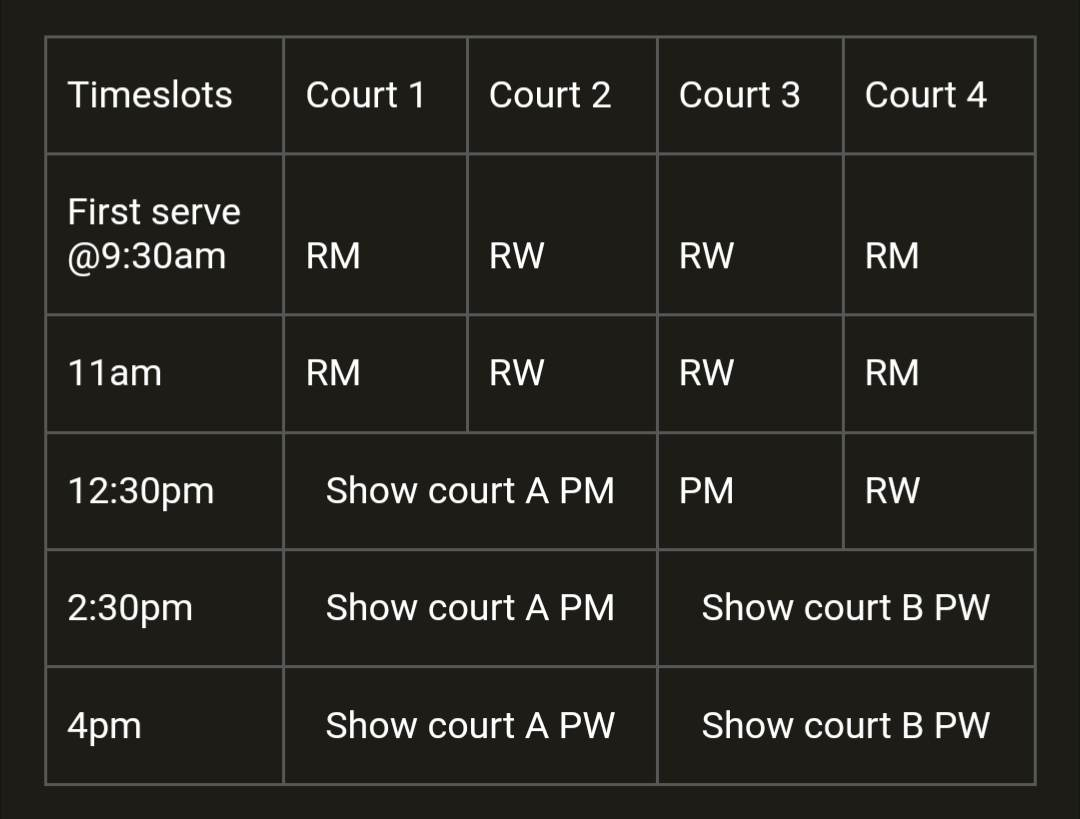 Timeslots Court 1 Court 2 Court 3 Court 4
First serve
@9:30am RM RW RW RM
11am RM RW RW RM
12:30pm Show court A PM PM RW
2:30pm Show court A PM Show court B PW
4pm Show court A PW Show court B PW